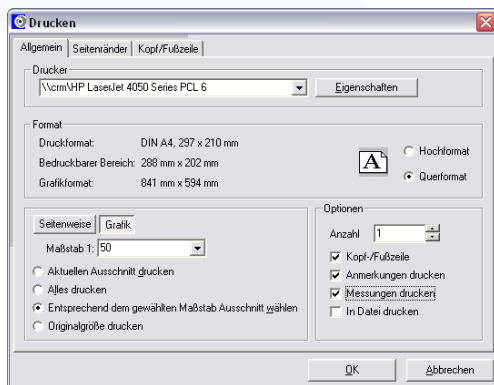 Drucken
Allgemein Seitenränder Kopf/Fußzeile
Drucker
\\crm\HP LaserJet 4050 Series PCL 6 Eigenschaften
Format
Druckformat: DIN A4, 297 x 210 mm
Bedruckbarer Bereich: 288 mm x 202 mm
Grafikformat: 841 mm x 594 mm
A
Hochformat
Querformat
Seitenweise Grafik
Maßstab 1: 50
Aktuellen Ausschnitt drucken
Alles drucken
Entsprechend dem gewählten Maßstab Ausschnitt wählen
Originalgröße drucken
Optionen
Anzahl 1
Kopf-/Fußzeile
Anmerkungen drucken
Messungen drucken
In Datei drucken
OK Abbrechen